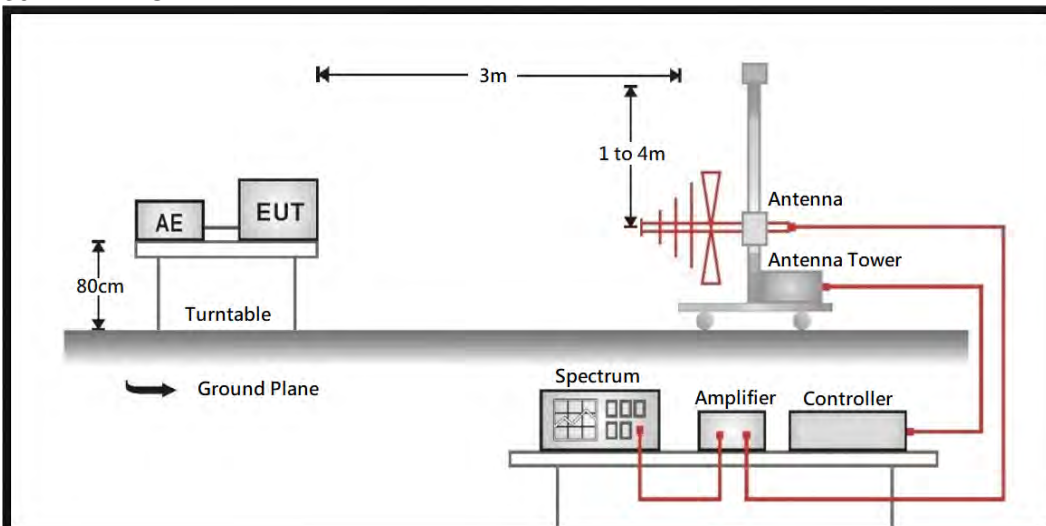 3m
1 to 4m
Antenna
AE
EUT
80cm
Antenna Tower
Turntable
Ground Plane
Spectrum
Amplifier
Controller